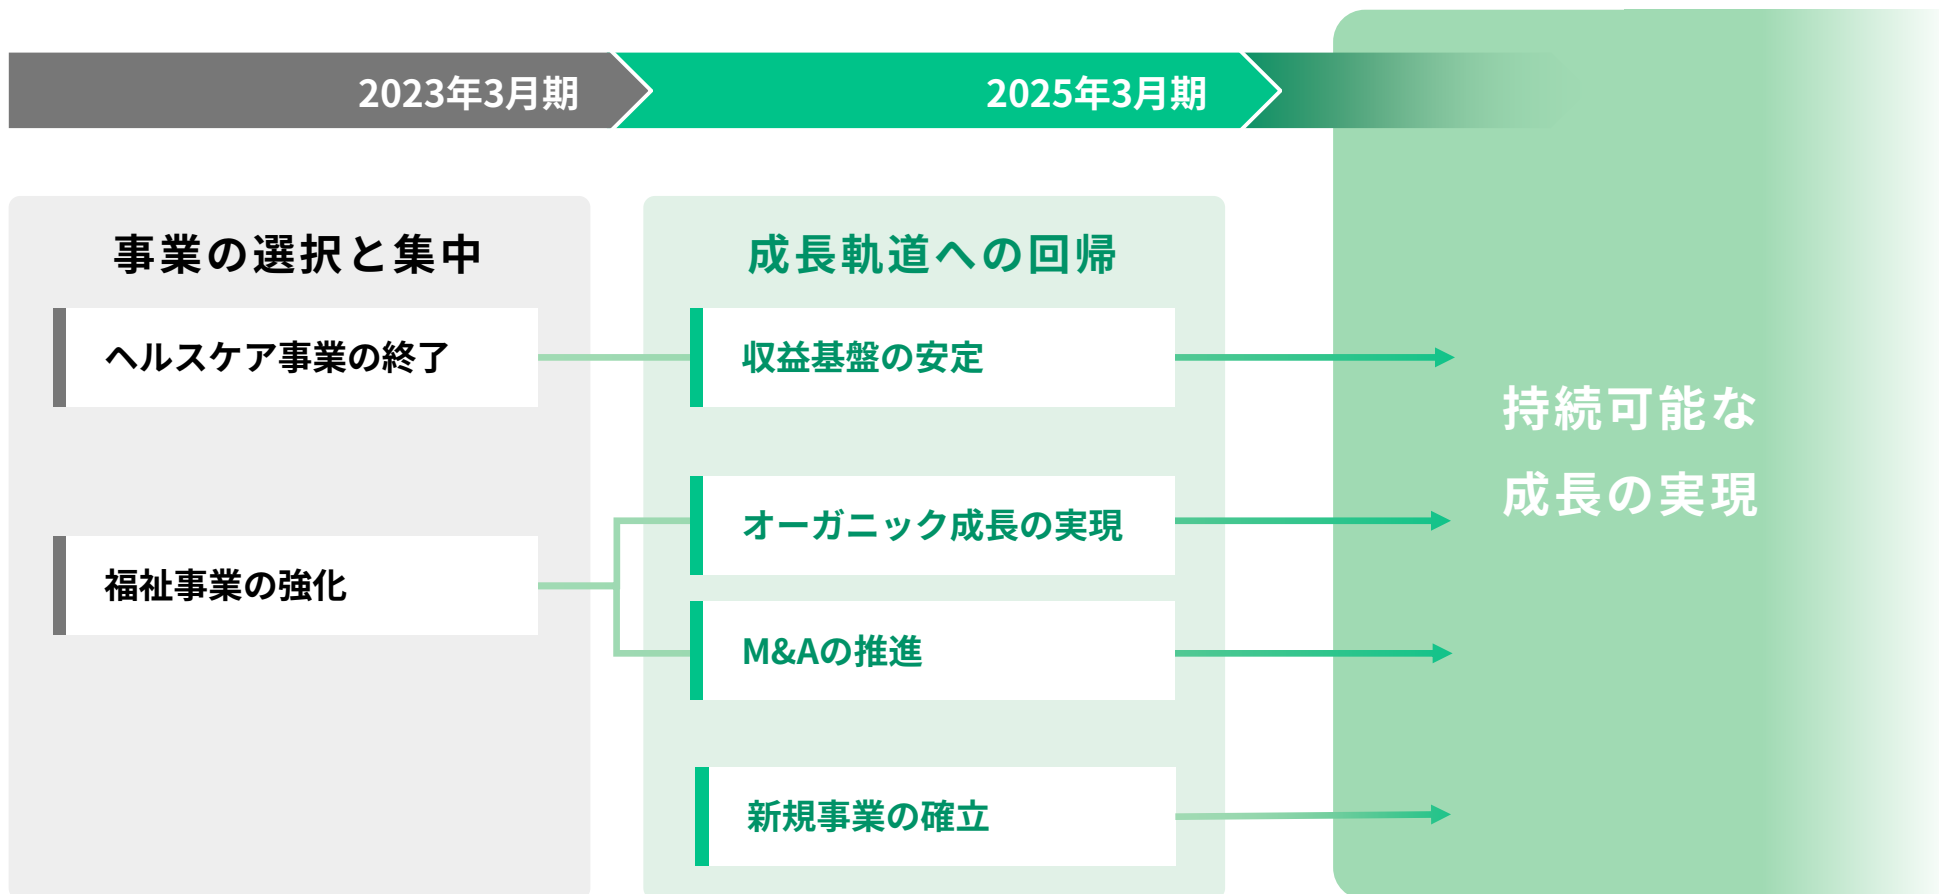 2023年3月期
2025年3月期
事業の選択と集中
ヘルスケア事業の終了
福祉事業の強化
成長軌道への回帰
収益基盤の安定
オーガニック成長の実現
M&Aの推進
新規事業の確立
持続可能な
成長の実現